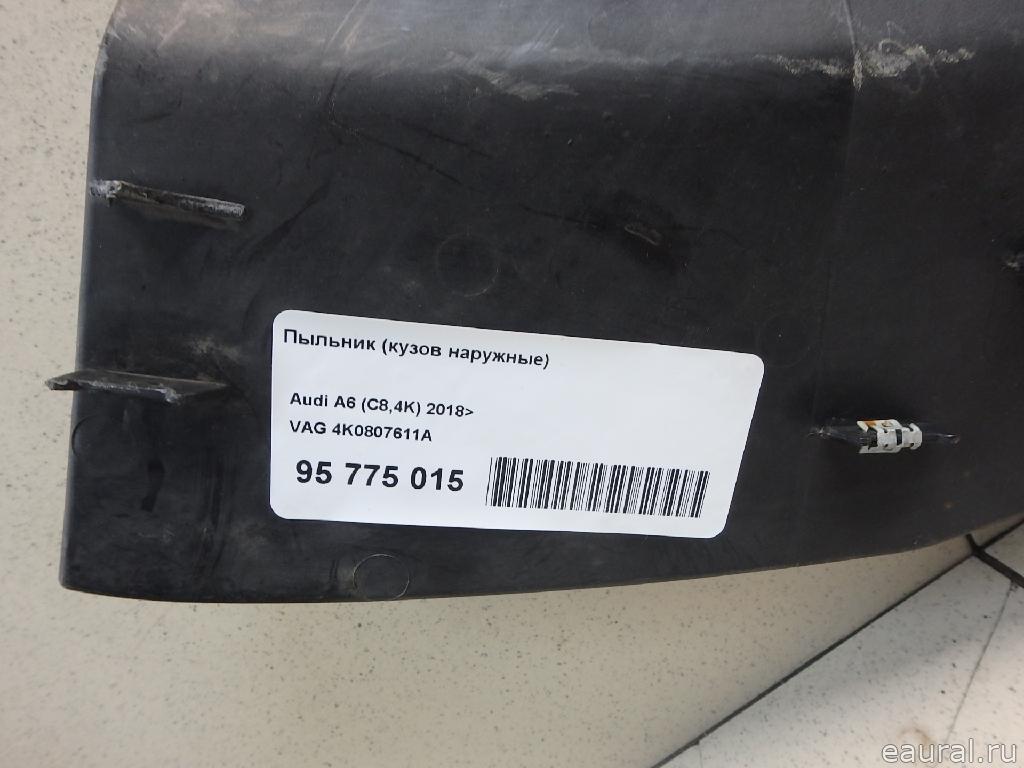 Пыльник (кузов наружные)
Audi A6 (C8,4K) 2018>
VAG 4K0807611A
95 775 015
eaural.ru